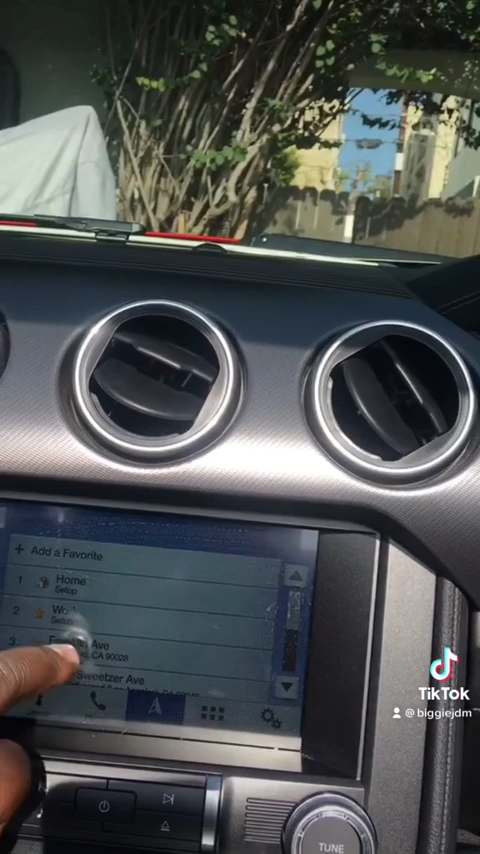 + Add a Favorite
1 Home
Setup
2
Setup
3 Ave
CA 90028
Sweetzer Ave
TikTok
@biggiejdm
TUNE